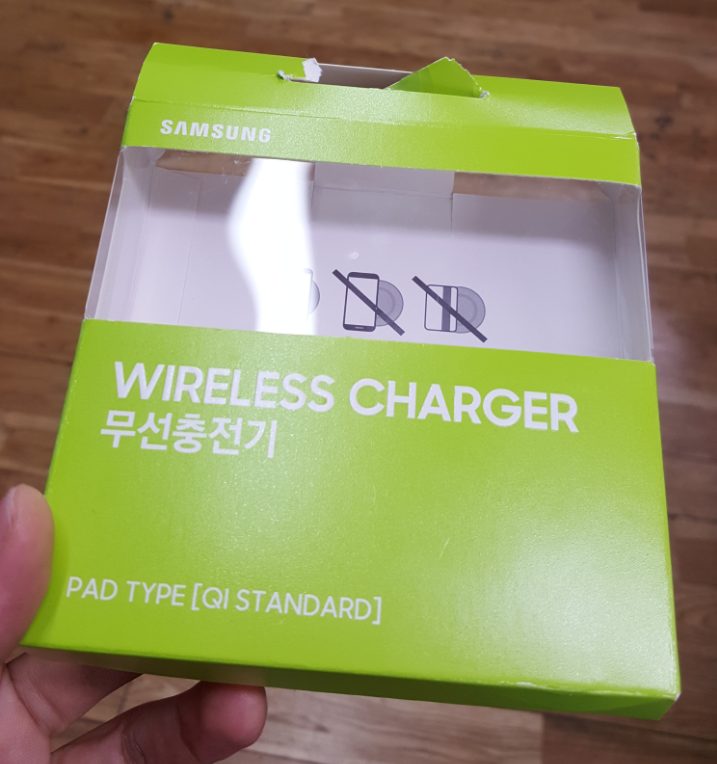 SAMSUNG
WIRELESS CHARGER
무선충전기
PAD TYPE [QI STANDARD]